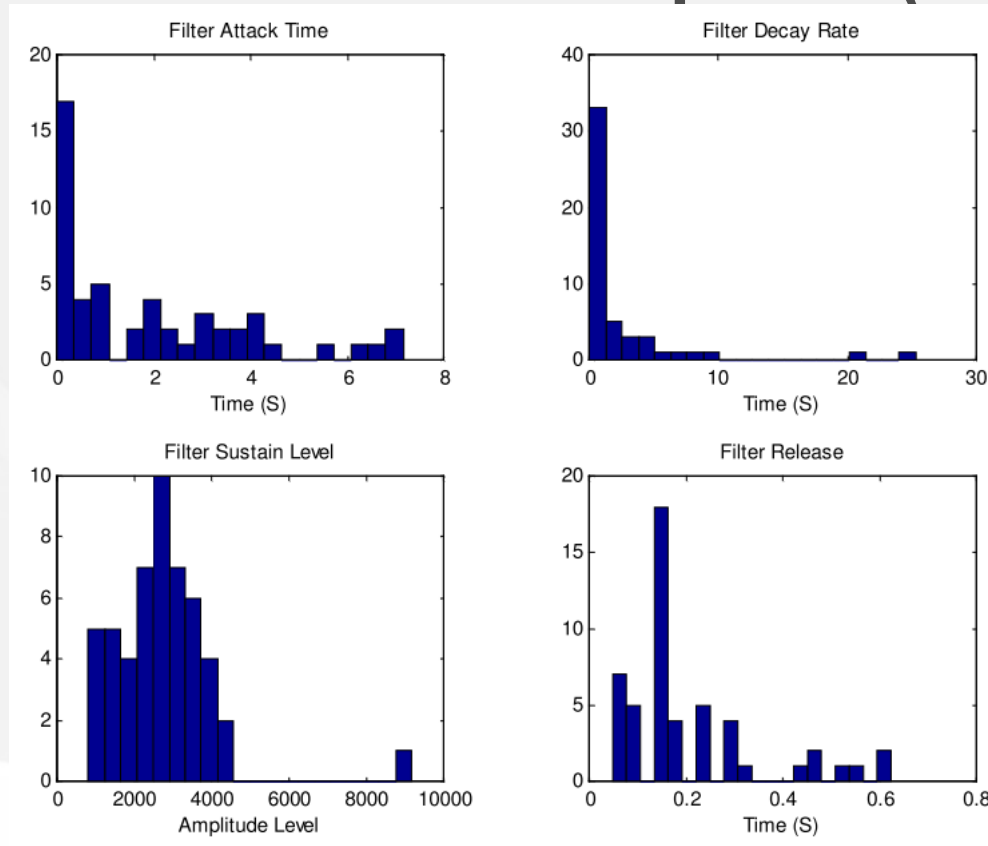 Filter Attack Time
20
15
10
5
0
0 2 4 6 8
Time (S)
Filter Decay Rate
40
30
20
10
0
0 10 20 30
Time (S)
Filter Sustain Level
10
8
6
4
2
0
0 2000 4000 6000 8000 10000
Amplitude Level
Filter Release
20
15
10
5
0
0 0.2 0.4 0.6 0.8
Time (S)